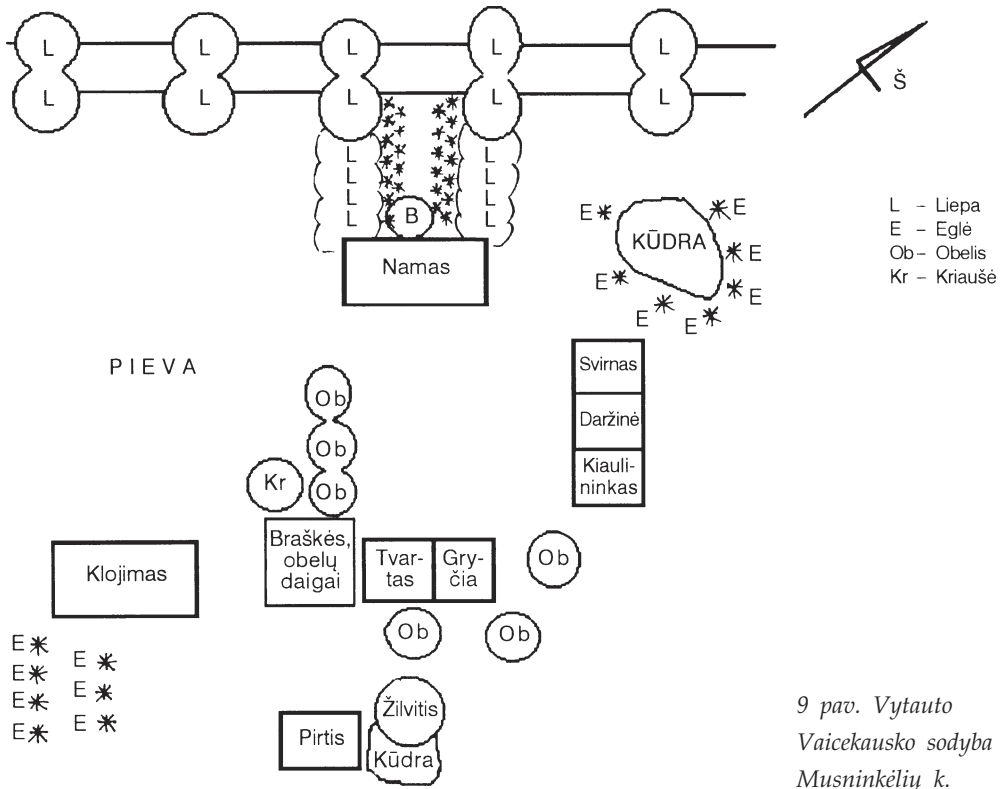 L L L L L
L L L L L
Š
L L
L L
L L
L L
B
Namas
E E
KŪDRA
E
E E
E E
L – Liepa
E – Eglė
Ob – Obelis
Kr – Kriaušė
PIEVA
Svirnas
Daržinė
Kiauli-
ninkas
Ob
Ob
Kr Ob
Braškės,
obelų
daigai
Tvar-
tas
Gry-
čia
Ob
Klojimas
Ob Ob
E E
E E
E E
E
Pirtis
Žilvitis
Kūdra
9 pav. Vytauto
Vaicekausko sodyba
Musninkėlių k.